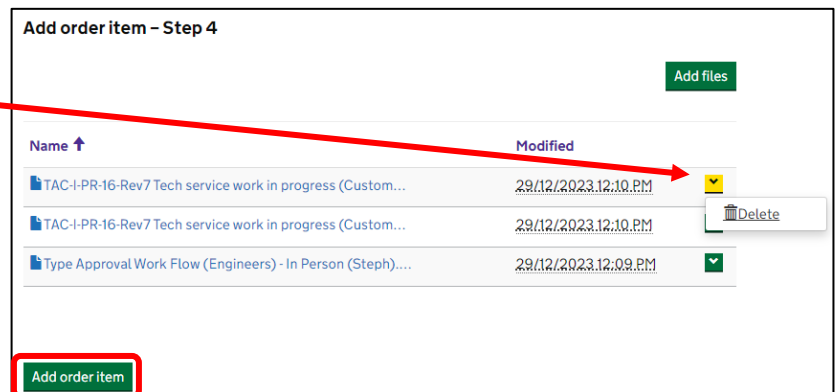 Add order item – Step 4
Add files
Name Modified
TAC-I-PR-16-Rev7 Tech service work in progress (Custom... 29/12/2023 12:10 PM
Delete
TAC-I-PR-16-Rev7 Tech service work in progress (Custom... 29/12/2023 12:10 PM
Type Approval Work Flow (Engineers) - In Person (Steph).... 29/12/2023 12:09 PM
Add order item